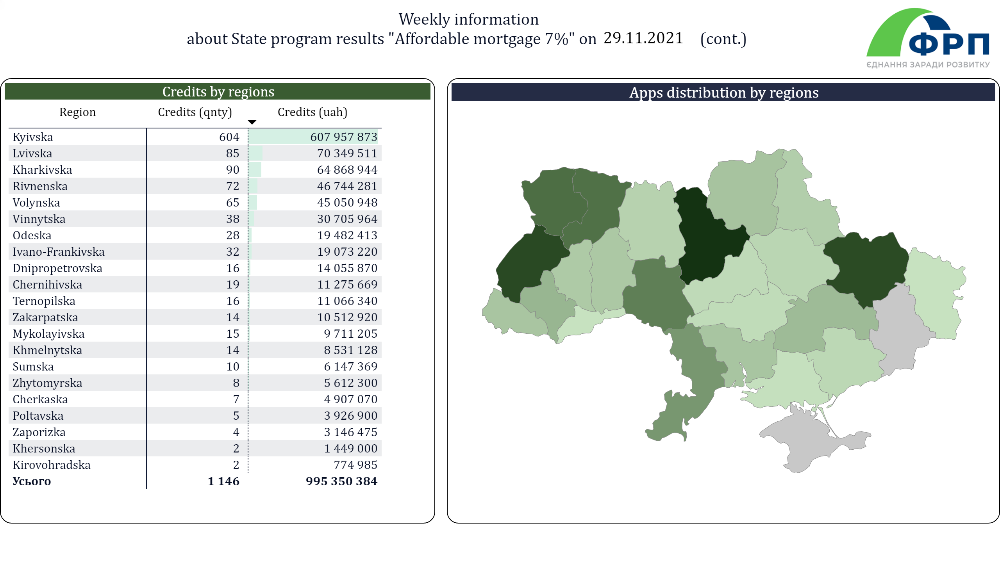 Weekly information
about State program results "Affordable mortgage 7%" on 29.11.2021 (cont.)
ФРП
ЄДНАННЯ ЗАРАДИ РОЗВИТКУ
Credits by regions
Region Credits (qnty) Credits (uah)
Kyivska 604 607 957 873
Lvivska 85 70 349 511
Kharkivska 90 64 868 944
Rivnenska 72 46 744 281
Volynska 65 45 050 948
Vinnytska 38 30 705 964
Odeska 28 19 482 413
Ivano-Frankivska 32 19 073 220
Dnipropetrovska 16 14 055 870
Chernihivska 19 11 275 669
Ternopilska 16 11 066 340
Zakarpatska 14 10 512 920
Mykolayivska 15 9 711 205
Khmelnytska 14 8 531 128
Sumska 10 6 147 369
Zhytomyrska 8 5 612 300
Cherkaska 7 4 907 070
Poltavska 5 3 926 900
Zaporizka 4 3 146 475
Khersonska 2 1 449 000
Kirovohradska 2 774 985
Усього 1 146 995 350 384
Apps distribution by regions